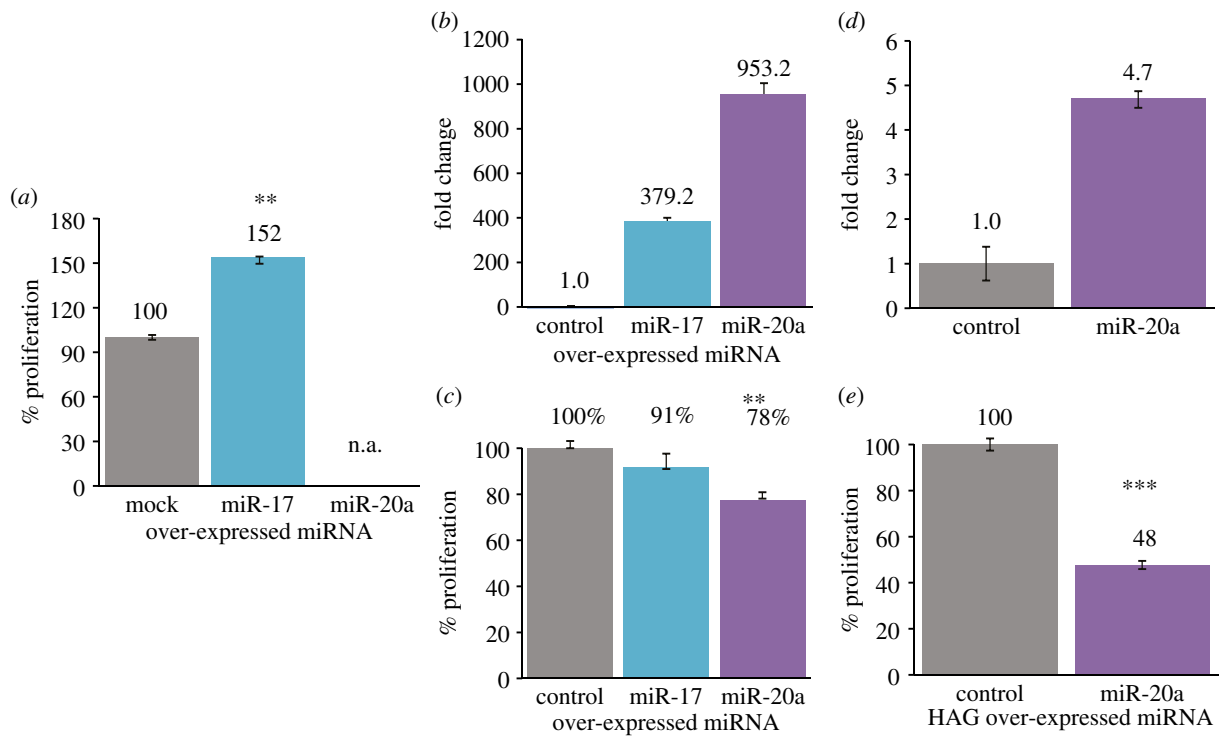 (a)
**
180
152
150
120
100
90
60
30
0
% proliferation
n.a.
mock miR-17 miR-20a
over-expressed miRNA
(b)
1200
1000
800
600
400
200
0
fold change
1.0
379.2
953.2
control miR-17 miR-20a
over-expressed miRNA
(c)
**
100% 91% 78%
100
80
60
40
20
0
% proliferation
control miR-17 miR-20a
over-expressed miRNA
(d)
6
5
4
3
2
1
0
fold change
1.0
4.7
control miR-20a
(e)
100
100
80
60
40
20
0
% proliferation
***
48
control miR-20a
HAG over-expressed miRNA